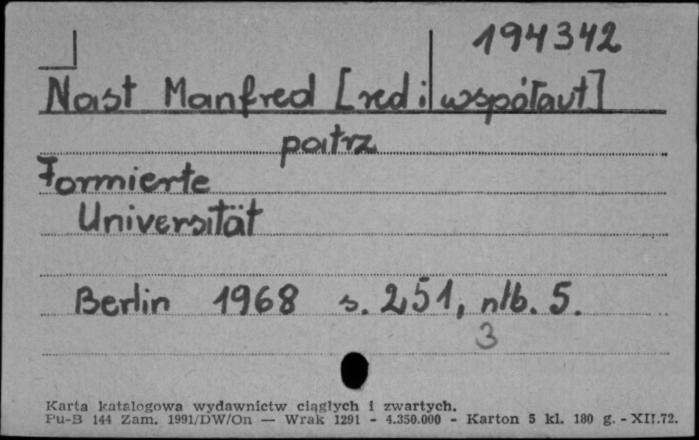 194342
Nast Manfred [red i współaut]
patrz
Formierte
Universität
Berlin 1968 s. 251, nlb. 5.
3
Karta katalogowa wydawnictw ciągłych i zwartych.
Pu-B 144 Zam. 1991/DW/On — Wrak 1291 - 4.350.000 - Karton 5 kl. 180 g. - XII.72.